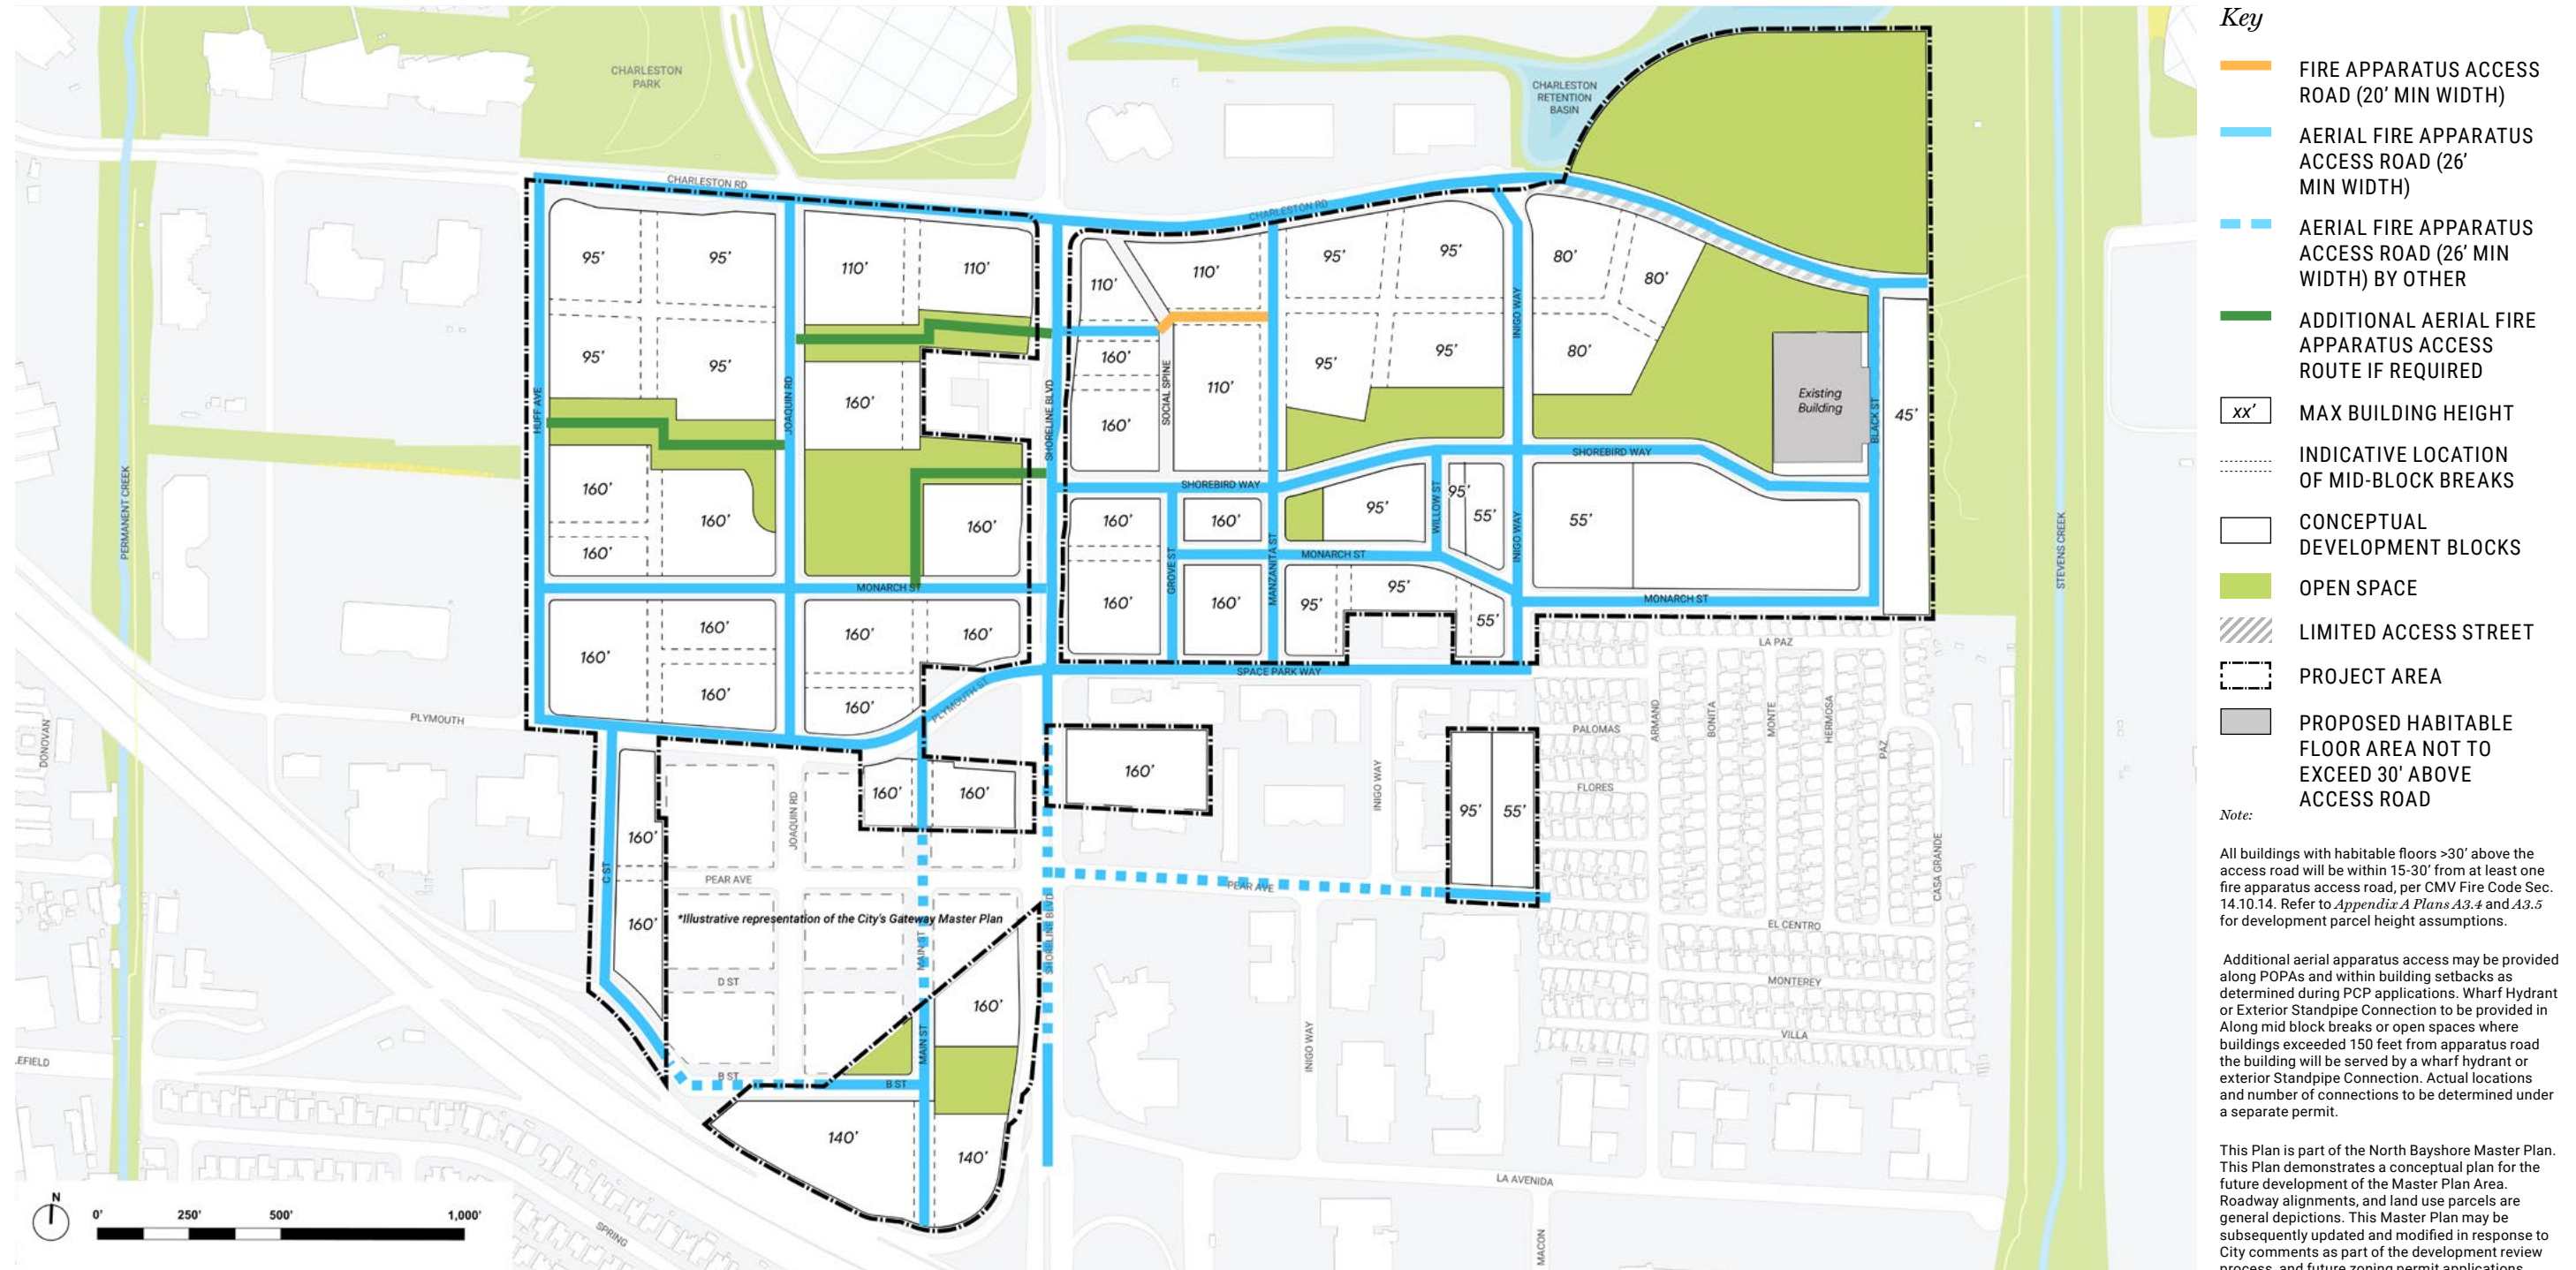 CHARLESTON
PARK
CHARLESTON
RETENTION
BASIN
CHARLESTON RD
CHARLESTON RD
95'
95'
110'
110'
110'
110'
95'
95'
80'
80'
95'
95'
160'
160'
110'
95'
95'
80'
Existing
Building
45'
HUFF AVE
JOAQUIN RD
SHORELINE BLVD
SOCIAL SPINE
INIGO WAY
BLACK ST
160'
PERMANENT CREEK
STEVENS CREEK
160'
160'
160'
160'
SHOREBIRD WAY
SHOREBIRD WAY
160'
160'
95'
WILLOW ST
95'
55'
INIGO WAY
55'
MONARCH ST
MONARCH ST
MONARCH ST
GROVE ST
MANZANITA ST
160'
160'
95'
95'
55'
160'
160'
160'
160'
160'
160'
PLYMOUTH ST
SPACE PARK WAY
PLYMOUTH
DONOVAN
LA PAZ
PALOMAS
ARMAND
BONITA
MONTE
HERMOSA
PAZ
FLORES
CASA GRANDE
EL CENTRO
MONTEREY
VILLA
160'
160'
160'
INIGO WAY
95'
55'
C ST
160'
160'
JOAQUIN RD
PEAR AVE
PEAR AVE
*Illustrative representation of the City's Gateway Master Plan
MAIN ST
SHORELINE BLVD
D ST
160'
MAIN ST
B ST
B ST
INIGO WAY
140'
140'
LA AVENIDA
MACON
SPRING
LEFIELD
N
0'
250'
500'
1,000'
Key
FIRE APPARATUS ACCESS
ROAD (20' MIN WIDTH)
AERIAL FIRE APPARATUS
ACCESS ROAD (26'
MIN WIDTH)
AERIAL FIRE APPARATUS
ACCESS ROAD (26' MIN
WIDTH) BY OTHER
ADDITIONAL AERIAL FIRE
APPARATUS ACCESS
ROUTE IF REQUIRED
xx'
MAX BUILDING HEIGHT
INDICATIVE LOCATION
OF MID-BLOCK BREAKS
CONCEPTUAL
DEVELOPMENT BLOCKS
OPEN SPACE
LIMITED ACCESS STREET
PROJECT AREA
PROPOSED HABITABLE
FLOOR AREA NOT TO
EXCEED 30' ABOVE
ACCESS ROAD
Note:
All buildings with habitable floors >30' above the
access road will be within 15-30' from at least one
fire apparatus access road, per CMV Fire Code Sec.
14.10.14. Refer to Appendix A Plans A3.4 and A3.5
for development parcel height assumptions.
Additional aerial apparatus access may be provided
along POPAs and within building setbacks as
determined during PCP applications. Wharf Hydrant
or Exterior Standpipe Connection to be provided in
Along mid block breaks or open spaces where
buildings exceeded 150 feet from apparatus road
the building will be served by a wharf hydrant or
exterior Standpipe Connection. Actual locations
and number of connections to be determined under
a separate permit.
This Plan is part of the North Bayshore Master Plan.
This Plan demonstrates a conceptual plan for the
future development of the Master Plan Area.
Roadway alignments, and land use parcels are
general depictions. This Master Plan may be
subsequently updated and modified in response to
City comments as part of the development review
process, and future zoning permit applications